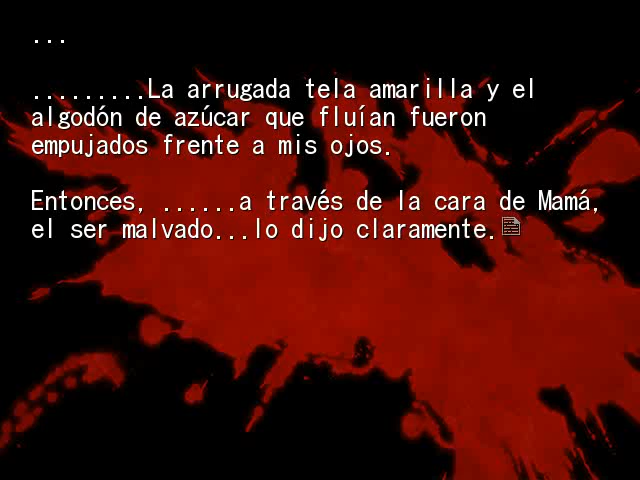 ...
.........La arrugada tela amarilla y el
algodón de azúcar que fluían fueron
empujados frente a mis ojos.
Entonces, ......a través de la cara de Mamá,
el ser malvado...lo dijo claramente.